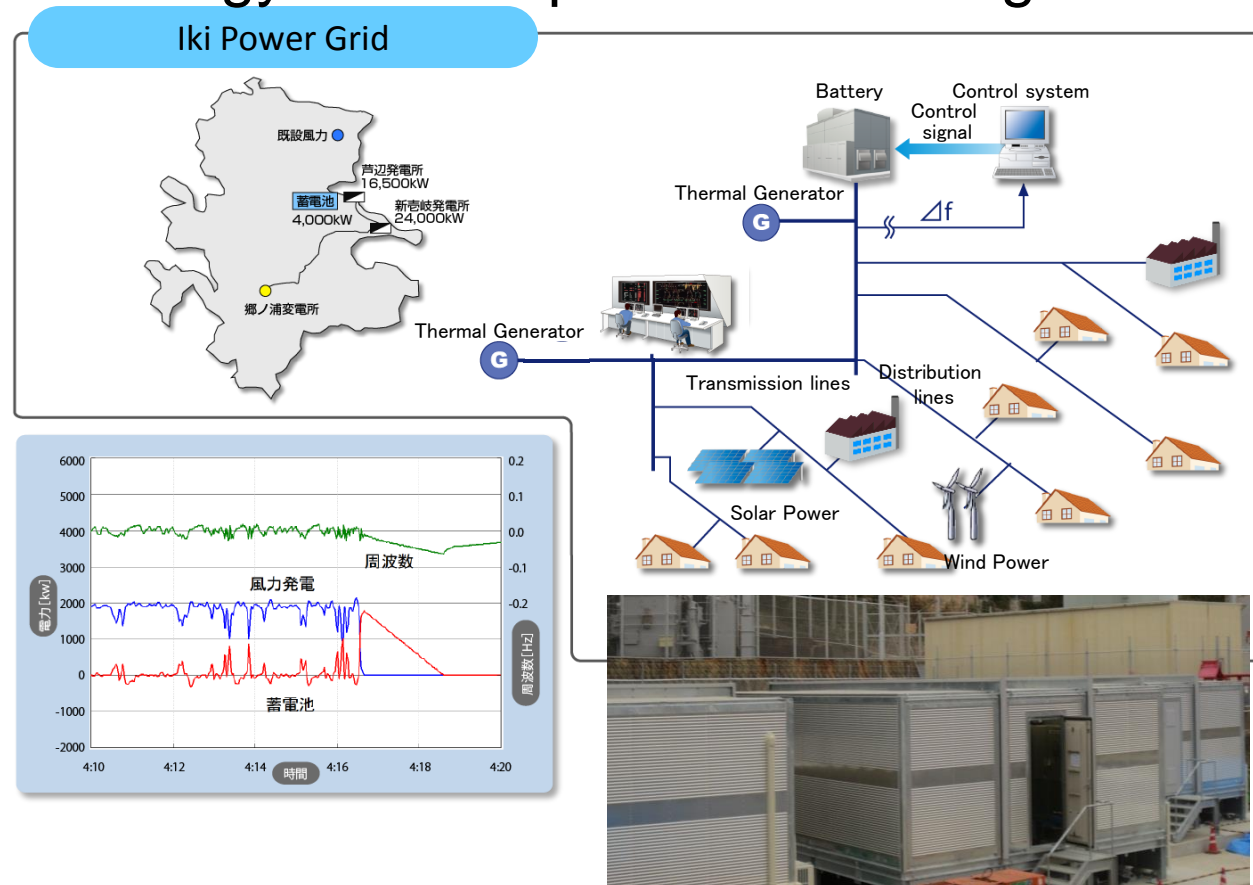 Iki Power Grid
既設風力
芦辺発電所
16,500kW
蓄電池
4,000kW
新壱岐発電所
24,000kW
郷ノ浦変電所
Battery
Control system
Control
signal
Thermal Generator
G
⊿f
Thermal Generator
G
Transmission lines
Distribution
lines
Solar Power
Wind Power
6000
5000
4000
3000
2000
1000
0
-1000
-2000
0.2
0.1
0.0
-0.1
-0.2
電力[kw]
周波数[Hz]
周波数
風力発電
蓄電池
4:10
4:12
4:14
4:16
4:18
4:20
時間